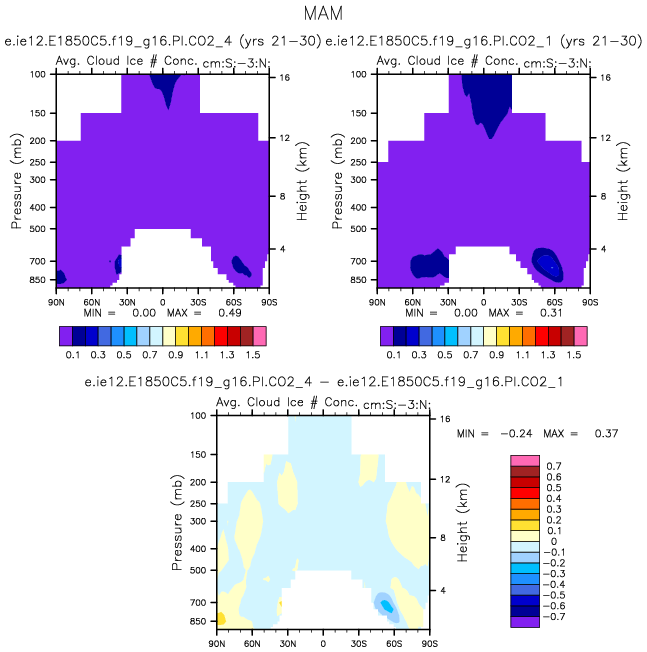 MAM
e.ie12.E1850C5.f19_g16.PI.CO2_4 (yrs 21-30) e.ie12.E1850C5.f19_g16.PI.CO2_1 (yrs 21-30)
Avg. Cloud Ice # Conc. cm:S:-3:N:
Avg. Cloud Ice # Conc. cm:S:-3:N:
Pressure (mb)
100
150
200
250
300
400
500
700
850
16
12
8
4
Height (km)
90N 60N 30N 0 30S 60S 90S
MIN = 0.00 MAX = 0.49
0.1 0.3 0.5 0.7 0.9 1.1 1.3 1.5
Pressure (mb)
100
150
200
250
300
400
500
700
850
16
12
8
4
Height (km)
90N 60N 30N 0 30S 60S 90S
MIN = 0.00 MAX = 0.31
0.1 0.3 0.5 0.7 0.9 1.1 1.3 1.5
e.ie12.E1850C5.f19_g16.PI.CO2_4 - e.ie12.E1850C5.f19_g16.PI.CO2_1
Avg. Cloud Ice # Conc. cm:S:-3:N:
Pressure (mb)
100
150
200
250
300
400
500
700
850
16
12
8
4
Height (km)
90N 60N 30N 0 30S 60S 90S
MIN = -0.24 MAX = 0.37
0.7
0.6
0.5
0.4
0.3
0.2
0.1
0
-0.1
-0.2
-0.3
-0.4
-0.5
-0.6
-0.7